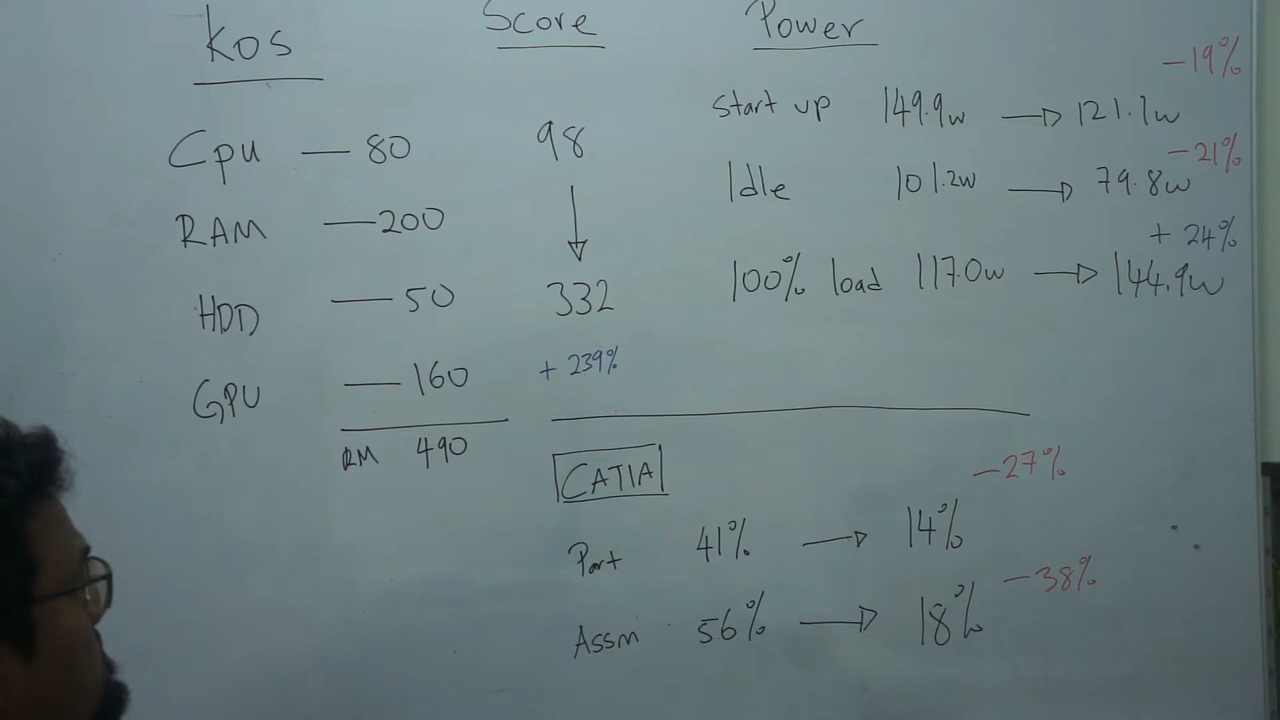 Kos
Cpu — 80
RAM — 200
HDD — 50
GPU — 160
RM 490
Score
98
↓
332
+ 239%
Power
-19%
Start up 149.9w → 121.1w
-21%
Idle 101.2w → 79.8w
+ 24%
100% load 117.0w → 144.9w
CATIA
-27%
Part 41% → 14%
-38%
Assm 56% → 18%